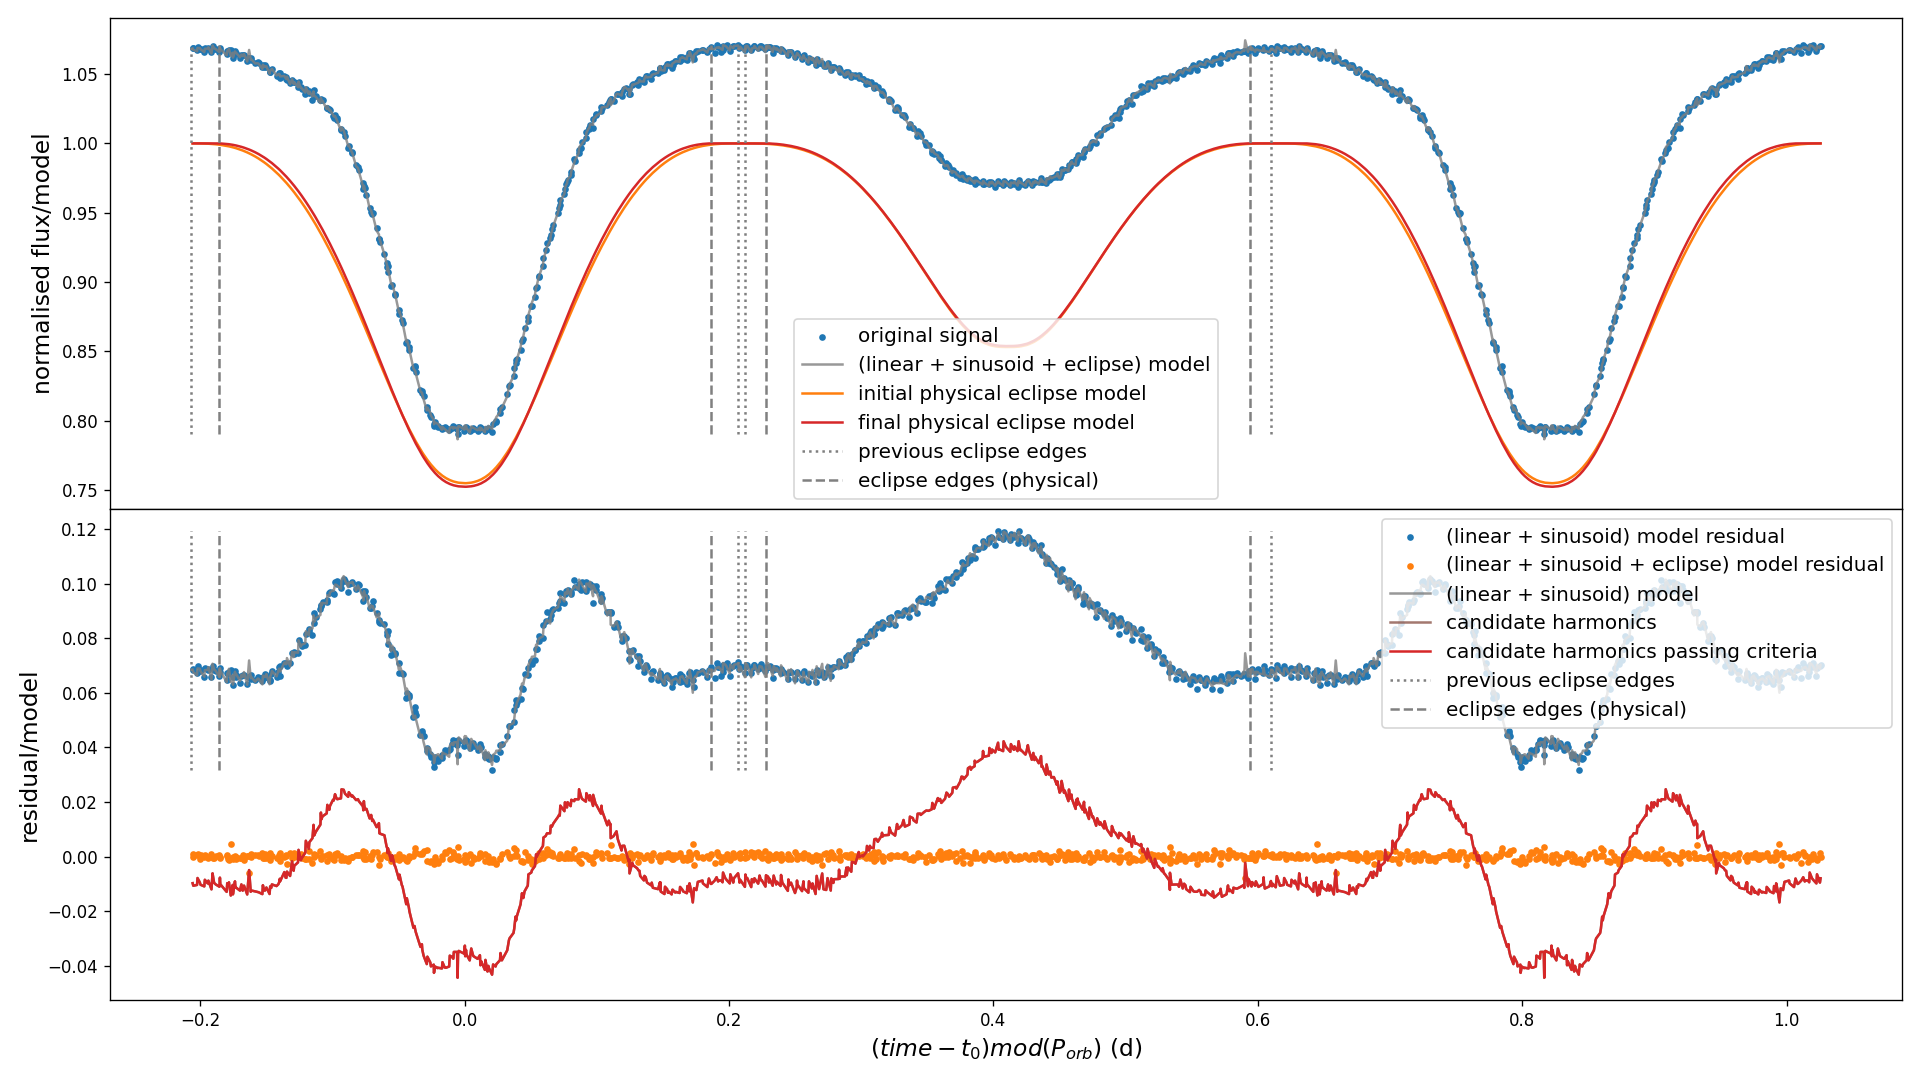 normalised flux/model
1.05
1.00
0.95
0.90
0.85
0.80
0.75
original signal
(linear + sinusoid + eclipse) model
initial physical eclipse model
final physical eclipse model
previous eclipse edges
eclipse edges (physical)
residual/model
0.12
0.10
0.08
0.06
0.04
0.02
0.00
−0.02
−0.04
(linear + sinusoid) model residual
(linear + sinusoid + eclipse) model residual
(linear + sinusoid) model
candidate harmonics
candidate harmonics passing criteria
previous eclipse edges
eclipse edges (physical)
−0.2 0.0 0.2 0.4 0.6 0.8 1.0
(time − t₀)mod(P_orb) (d)